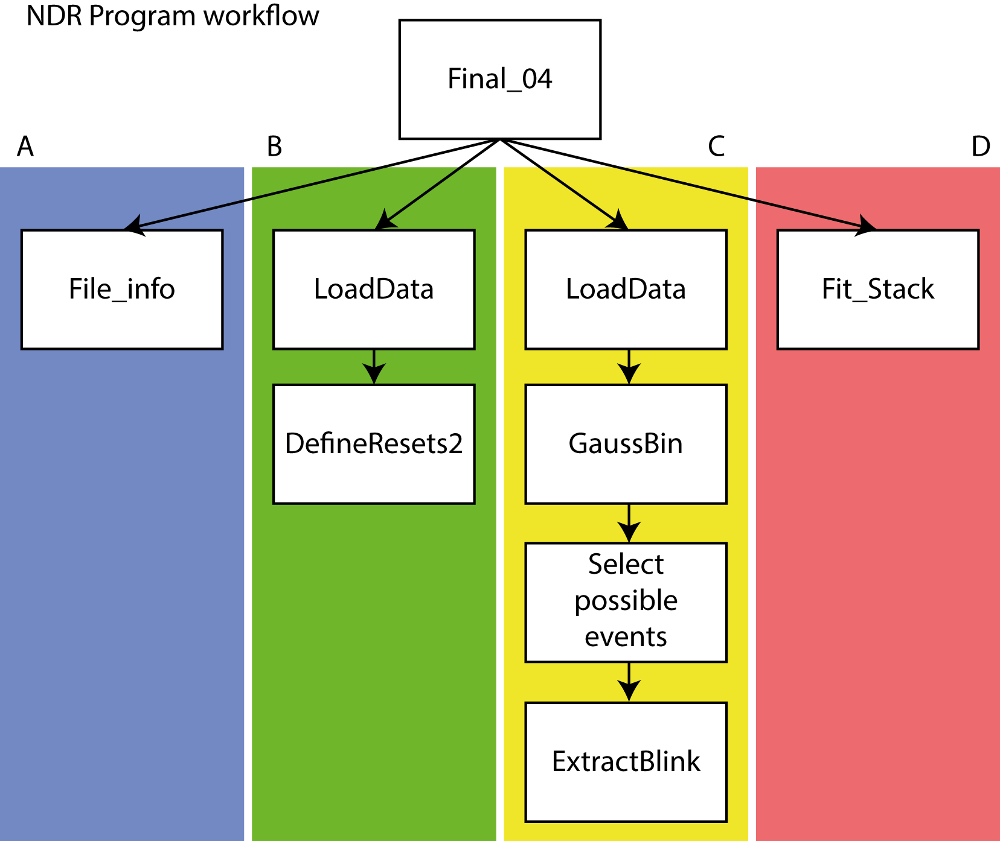 NDR Program workflow
Final_04
A
B
C
D
File_info
LoadData
LoadData
Fit_Stack
DefineResets2
GaussBin
Select
possible
events
ExtractBlink